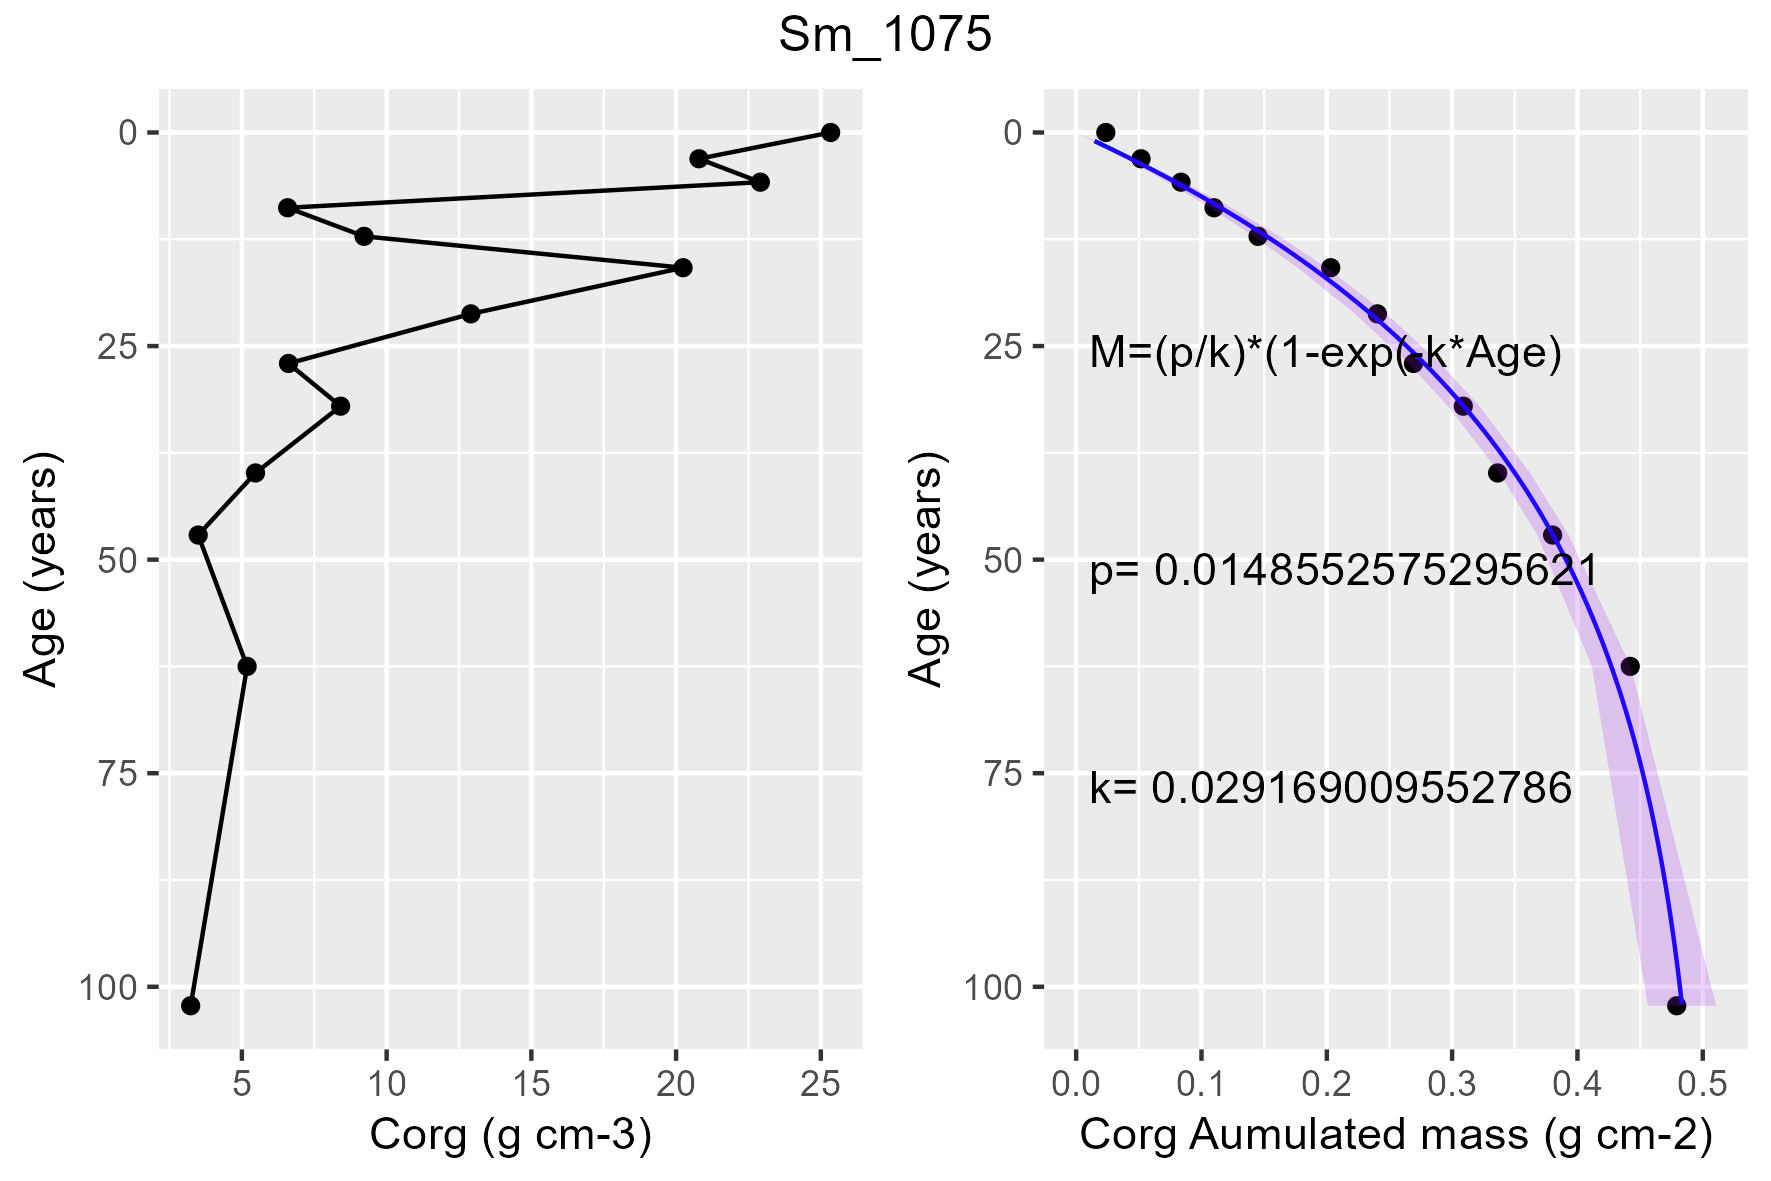 Sm_1075
0
25
50
75
100
Age (years)
5 10 15 20 25
Corg (g cm-3)
0
25
50
75
100
Age (years)
M=(p/k)*(1-exp(-k*Age)
p= 0.0148552575295621
k= 0.029169009552786
0.0 0.1 0.2 0.3 0.4 0.5
Corg Aumulated mass (g cm-2)